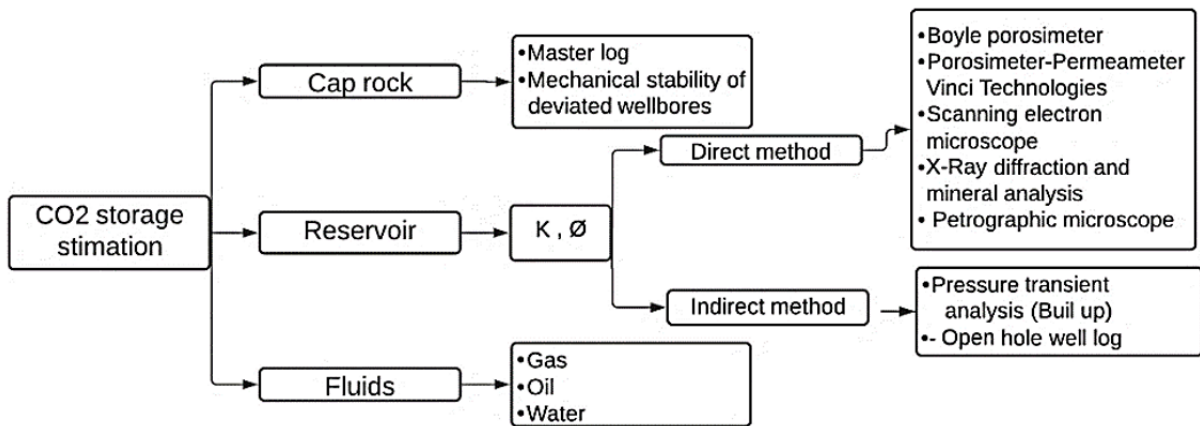 CO2 storage
stimation
Cap rock
•Master log
•Mechanical stability of
deviated wellbores
Reservoir
K , Ø
Direct method
•Boyle porosimeter
•Porosimeter-Permeameter
Vinci Technologies
•Scanning electron
microscope
•X-Ray diffraction and
mineral analysis
• Petrographic microscope
Indirect method
•Pressure transient
analysis (Buil up)
•- Open hole well log
Fluids
•Gas
•Oil
•Water